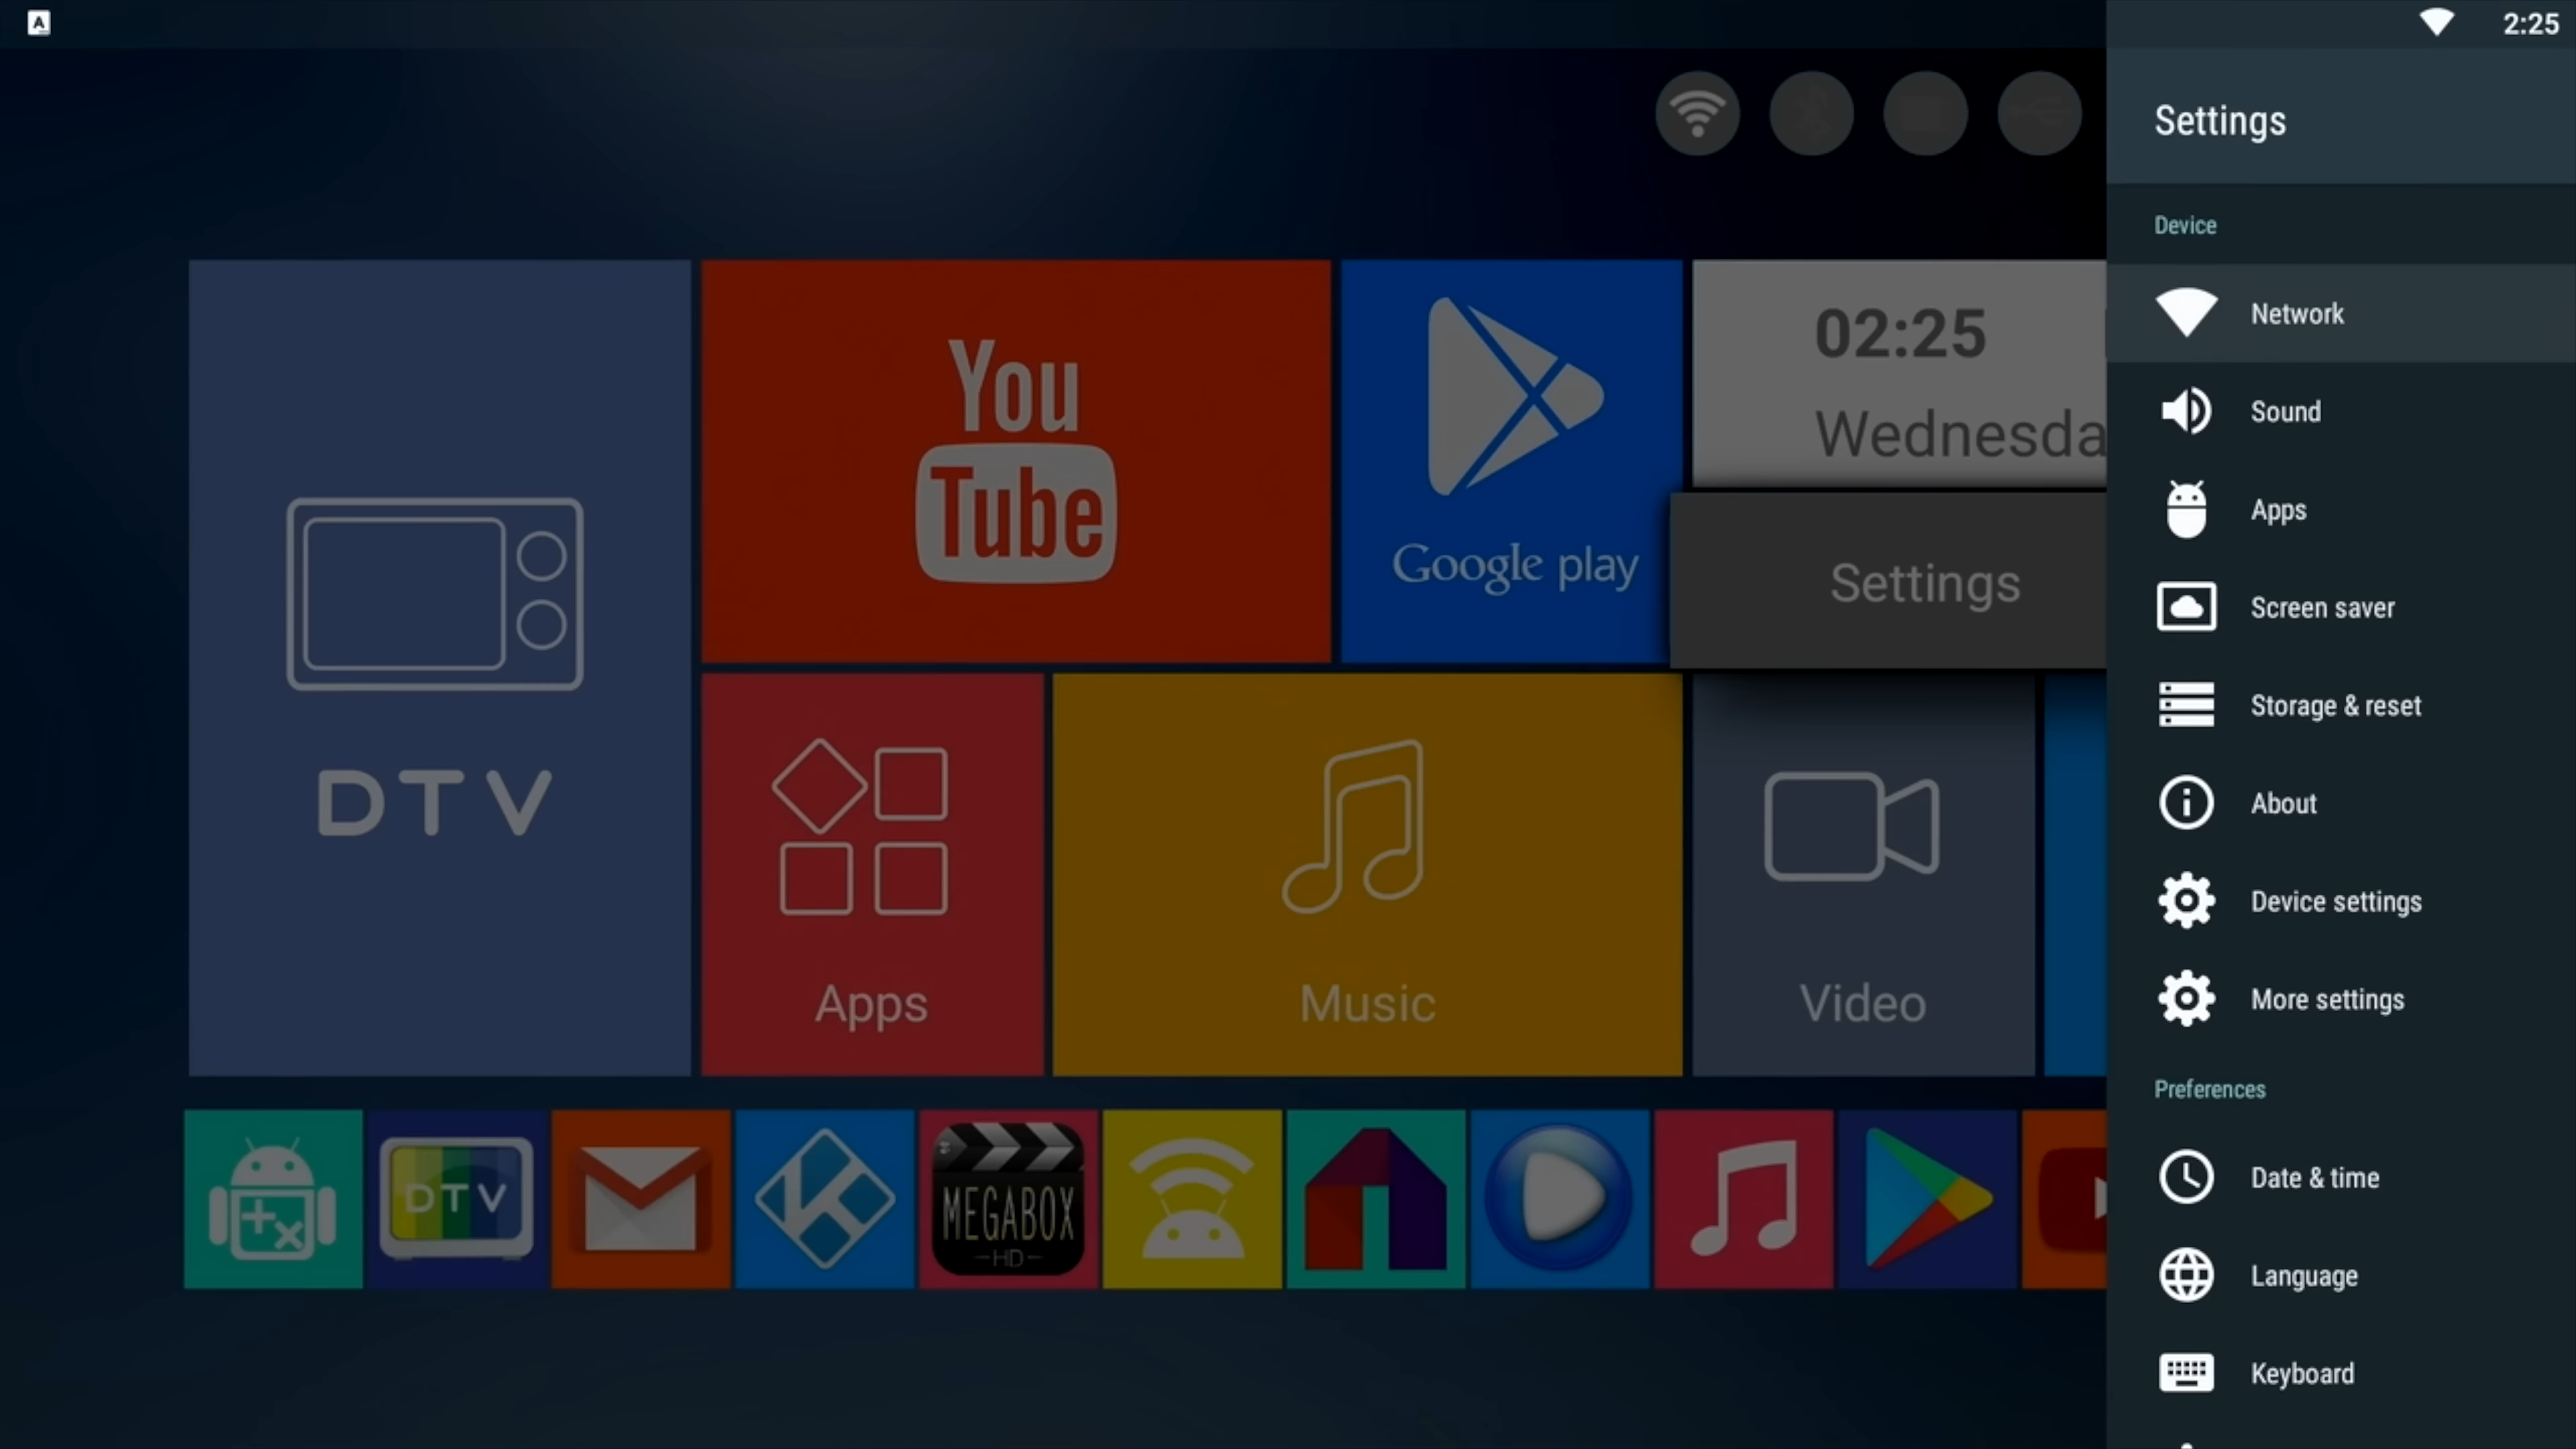 A
2:25
Settings
Device
Network
Sound
Apps
Screen saver
Storage & reset
About
Device settings
More settings
Preferences
Date & time
Language
Keyboard
DTV
You
Tube
Google play
02:25
Wednesda
Settings
Apps
Music
Video
DTV
MEGABOX
HD